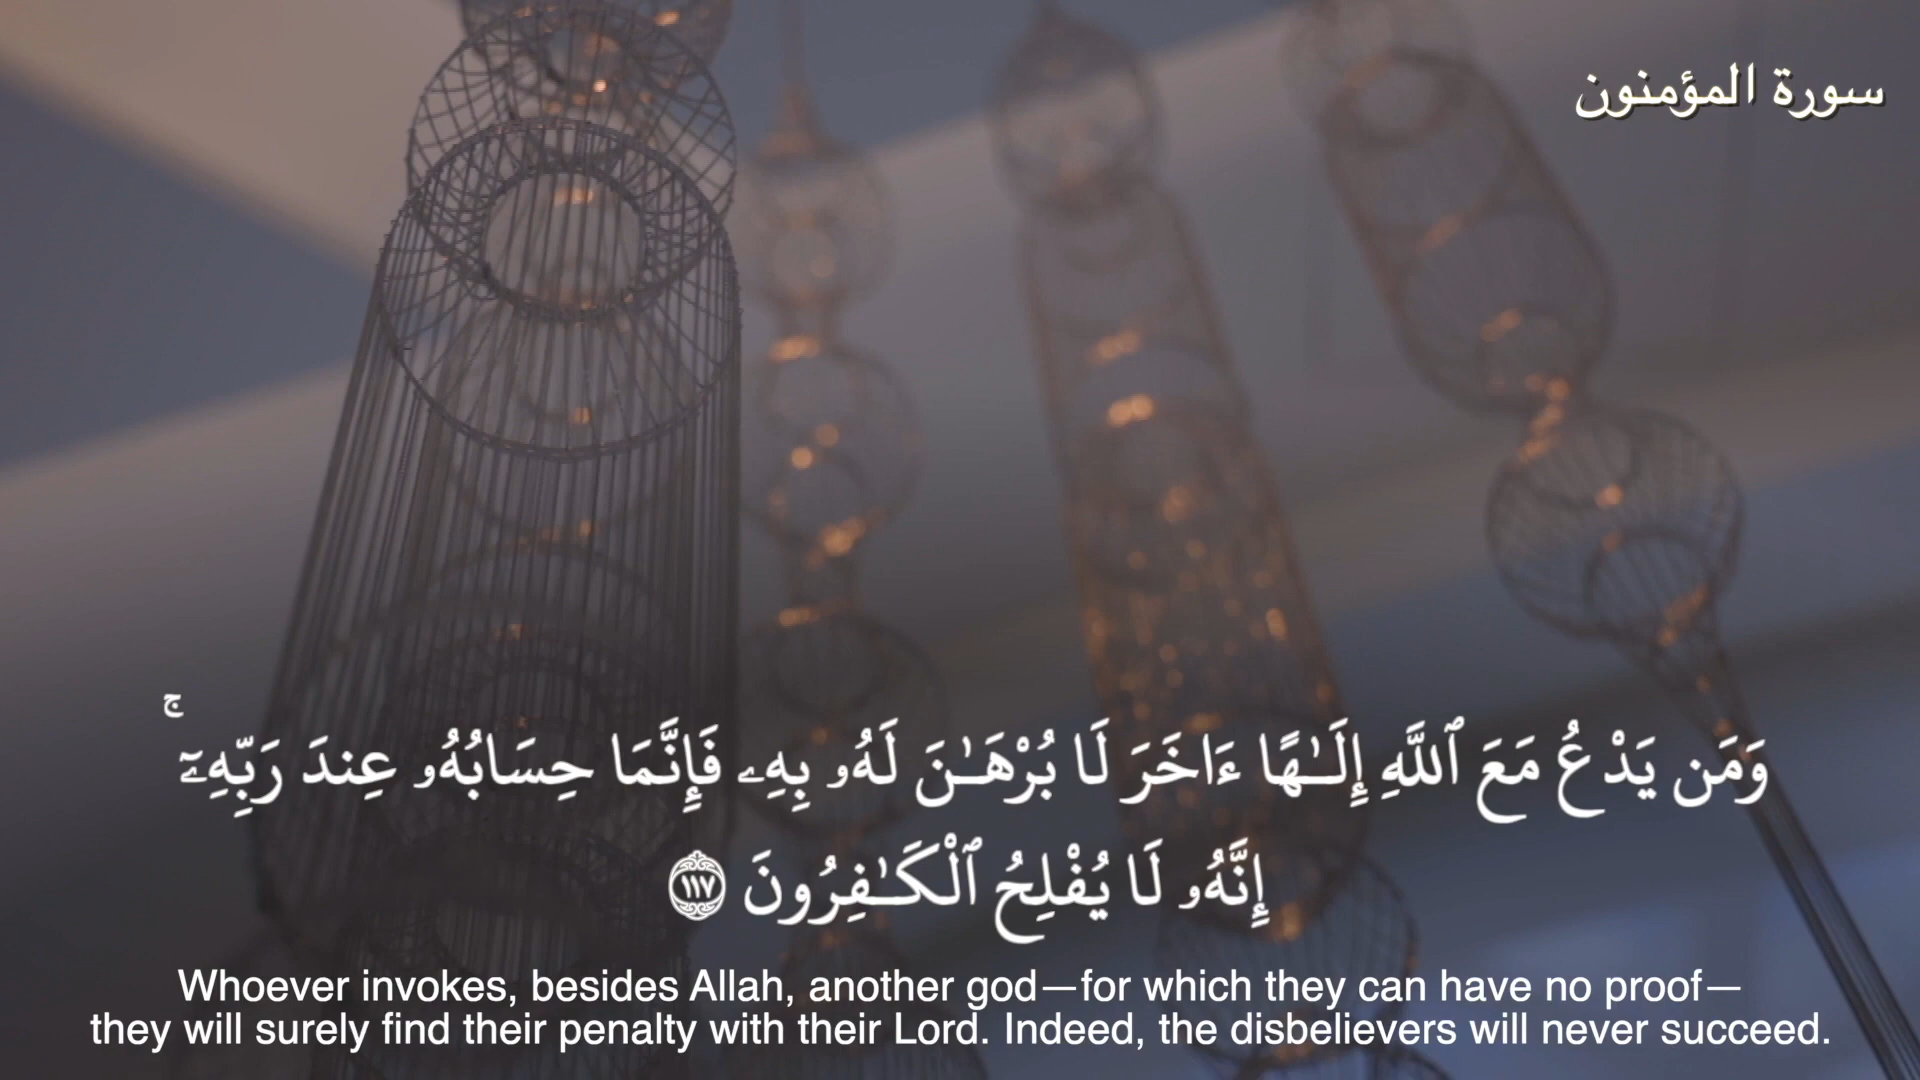 سورة المؤمنون
وَمَن يَدْعُ مَعَ ٱللَّهِ إِلَـٰهًا ءَاخَرَ لَا بُرْهَـٰنَ لَهُۥ بِهِۦ فَإِنَّمَا حِسَابُهُۥ عِندَ رَبِّهِۦٓ ۚ
إِنَّهُۥ لَا يُفْلِحُ ٱلْكَـٰفِرُونَ ١١٧
Whoever invokes, besides Allah, another god—for which they can have no proof—
they will surely find their penalty with their Lord. Indeed, the disbelievers will never succeed.